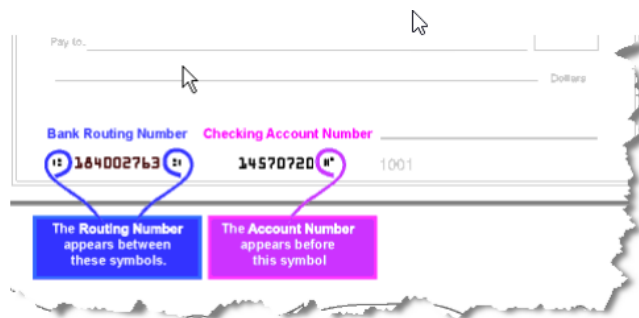 Pay to.
Dollars
Bank Routing Number Checking Account Number
⑆ 184002763 ⑆ 14570720 ⑈ 1001
The Routing Number
appears between
these symbols.
The Account Number
appears before
this symbol